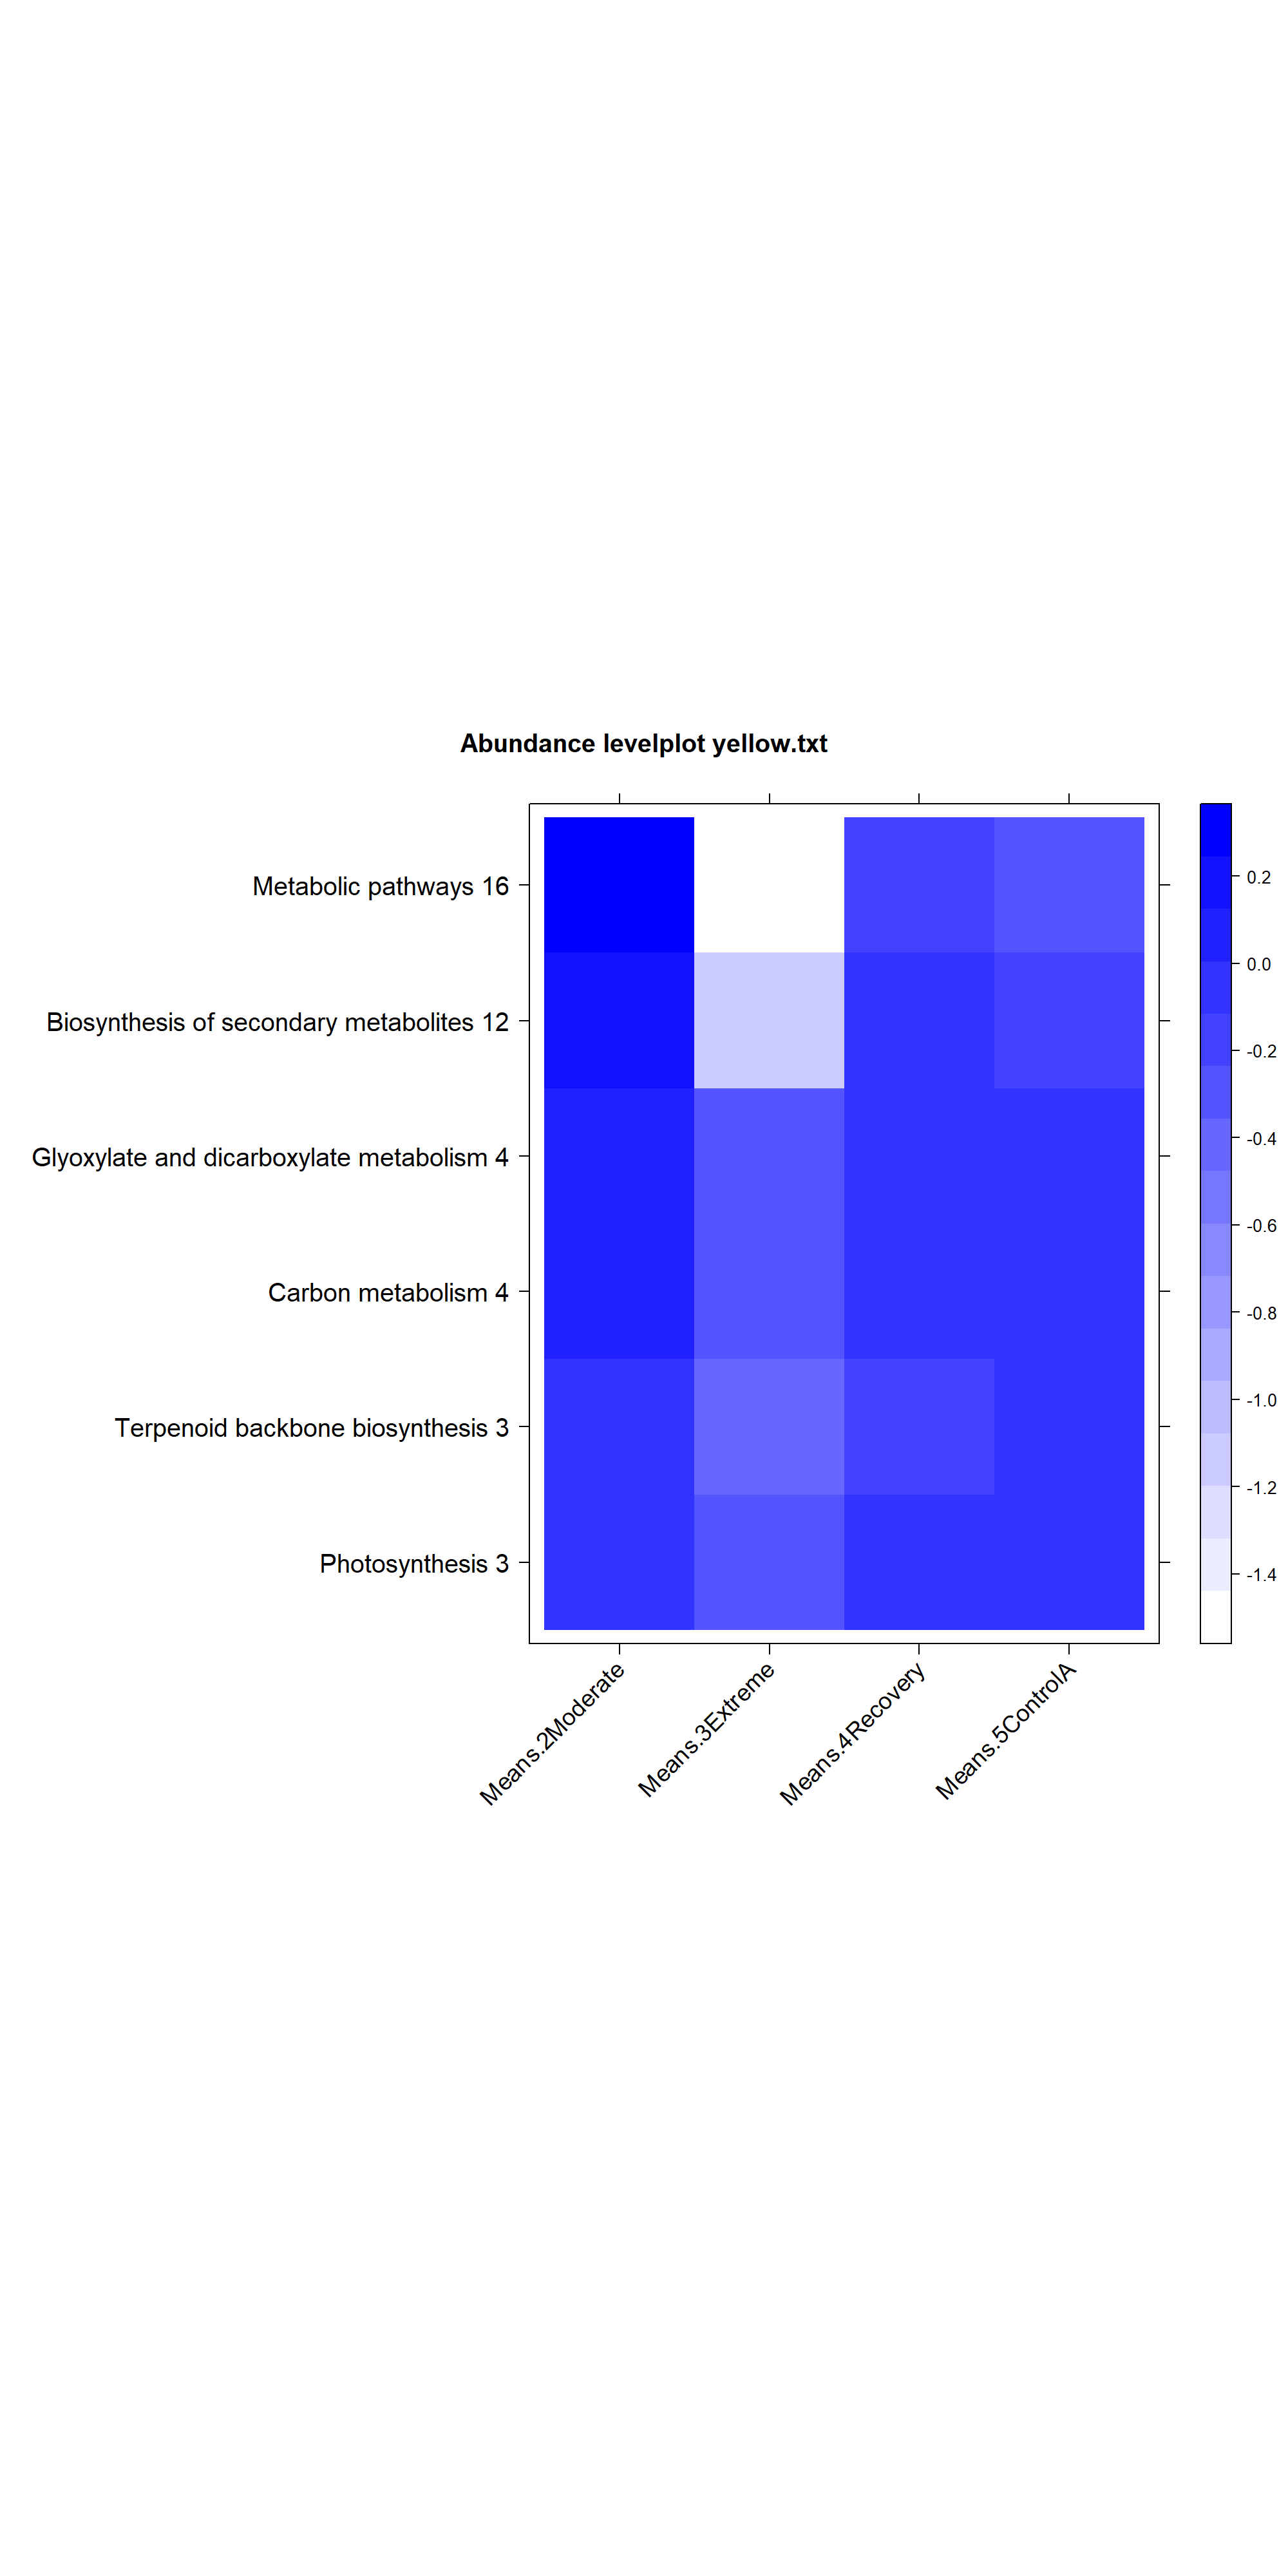 Abundance levelplot yellow.txt
Metabolic pathways 16
Biosynthesis of secondary metabolites 12
Glyoxylate and dicarboxylate metabolism 4
Carbon metabolism 4
Terpenoid backbone biosynthesis 3
Photosynthesis 3
Means.2Moderate
Means.3Extreme
Means.4Recovery
Means.5ControlA
0.2
0.0
-0.2
-0.4
-0.6
-0.8
-1.0
-1.2
-1.4